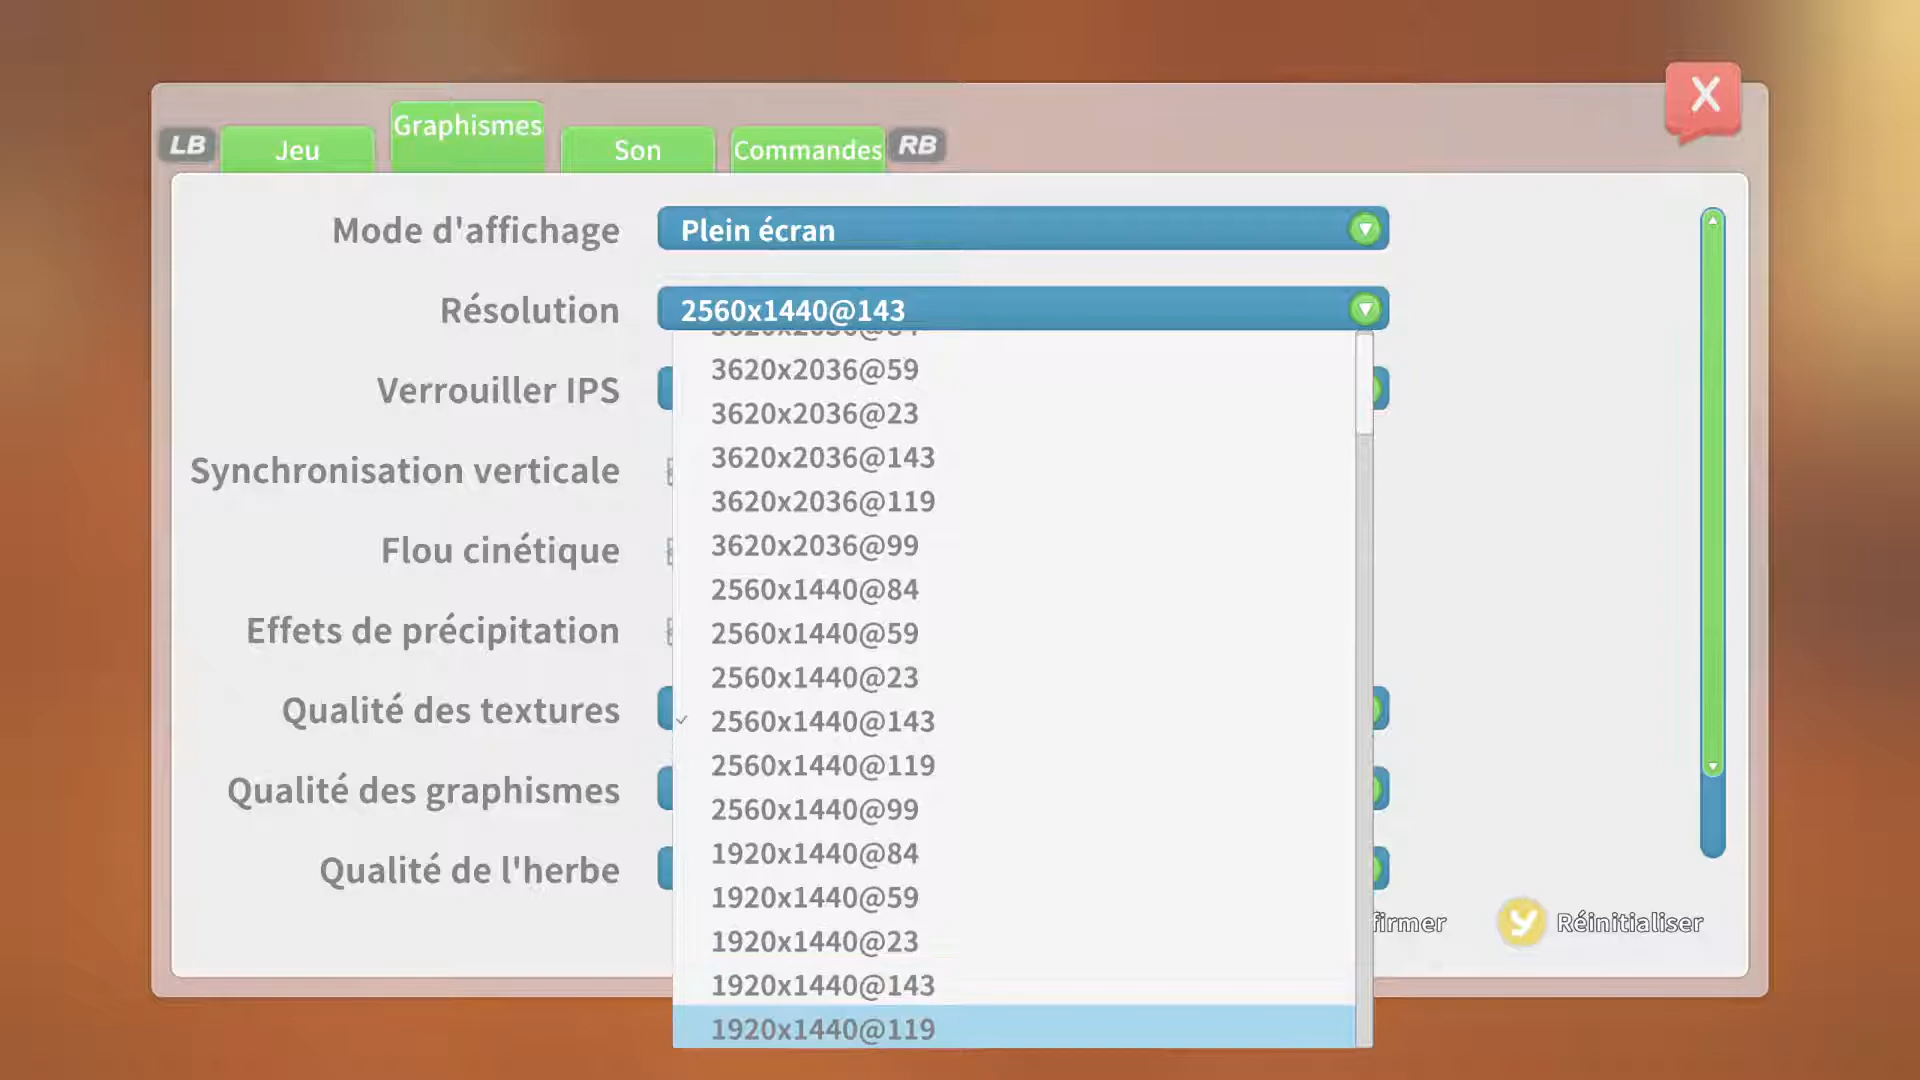 LB
Jeu
Graphismes
Son
Commandes
RB
X
Mode d'affichage
Plein écran
Résolution
2560x1440@143
3620x2036@84
3620x2036@59
3620x2036@23
3620x2036@143
3620x2036@119
3620x2036@99
2560x1440@84
2560x1440@59
2560x1440@23
2560x1440@143
2560x1440@119
2560x1440@99
1920x1440@84
1920x1440@59
1920x1440@23
1920x1440@143
1920x1440@119
Verrouiller IPS
Synchronisation verticale
Flou cinétique
Effets de précipitation
Qualité des textures
Qualité des graphismes
Qualité de l'herbe
firmer
Y Réinitialiser